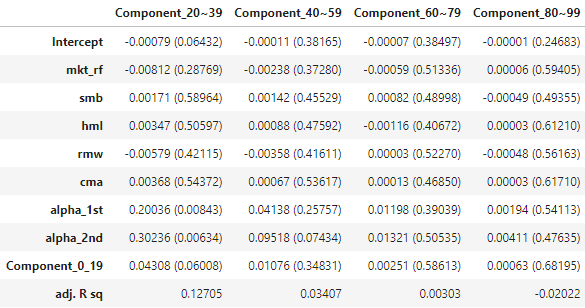 Component_20~39 Component_40~59 Component_60~79 Component_80~99
Intercept -0.00079 (0.06432) -0.00011 (0.38165) -0.00007 (0.38497) -0.00001 (0.24683)
mkt_rf -0.00812 (0.28769) -0.00238 (0.37280) -0.00059 (0.51336) 0.00006 (0.59405)
smb 0.00171 (0.58964) 0.00142 (0.45529) 0.00082 (0.48998) -0.00049 (0.49355)
hml 0.00347 (0.50597) 0.00088 (0.47592) -0.00116 (0.40672) 0.00003 (0.61210)
rmw -0.00579 (0.42115) -0.00358 (0.41611) 0.00003 (0.52270) -0.00048 (0.56163)
cma 0.00368 (0.54372) 0.00067 (0.53617) 0.00013 (0.46850) 0.00003 (0.61710)
alpha_1st 0.20036 (0.00843) 0.04138 (0.25757) 0.01198 (0.39039) 0.00194 (0.54113)
alpha_2nd 0.30236 (0.00634) 0.09518 (0.07434) 0.01321 (0.50535) 0.00411 (0.47635)
Component_0_19 0.04308 (0.06008) 0.01076 (0.34831) 0.00251 (0.58613) 0.00063 (0.68195)
adj. R sq 0.12705 0.03407 0.00303 -0.02022